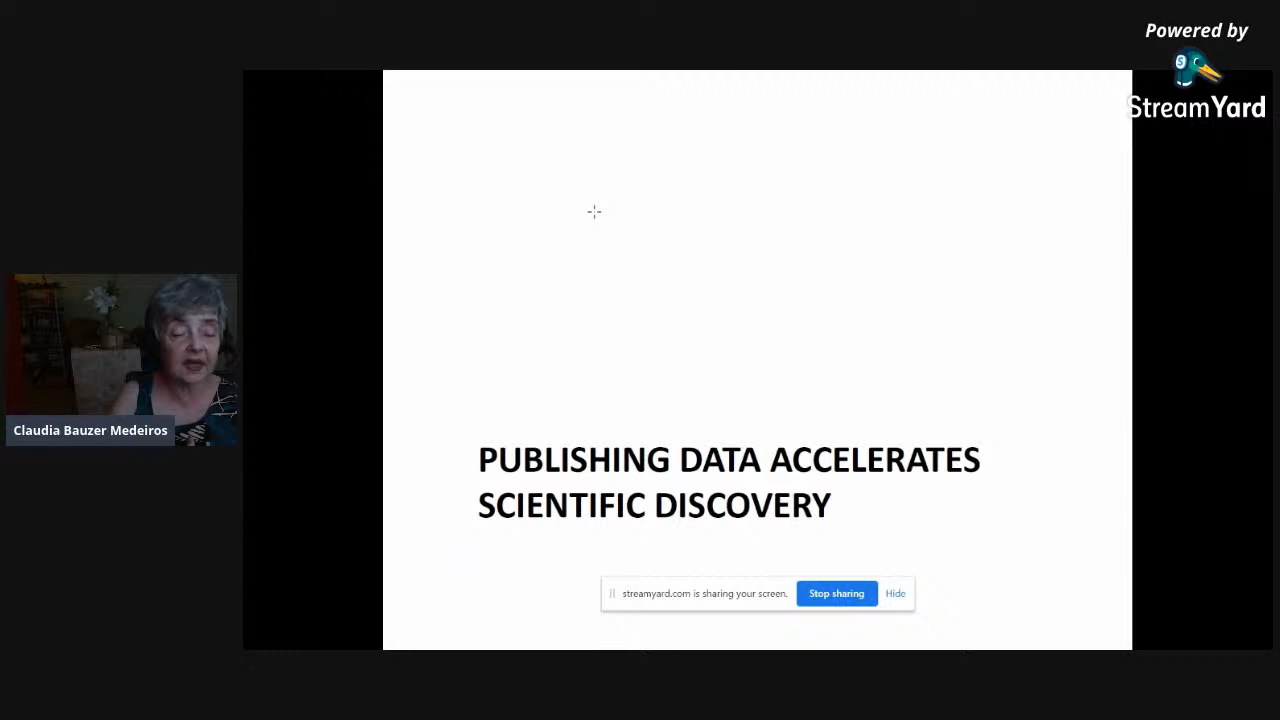 Powered by
StreamYard
Claudia Bauzer Medeiros
PUBLISHING DATA ACCELERATES
SCIENTIFIC DISCOVERY
streamyard.com is sharing your screen. Stop sharing Hide